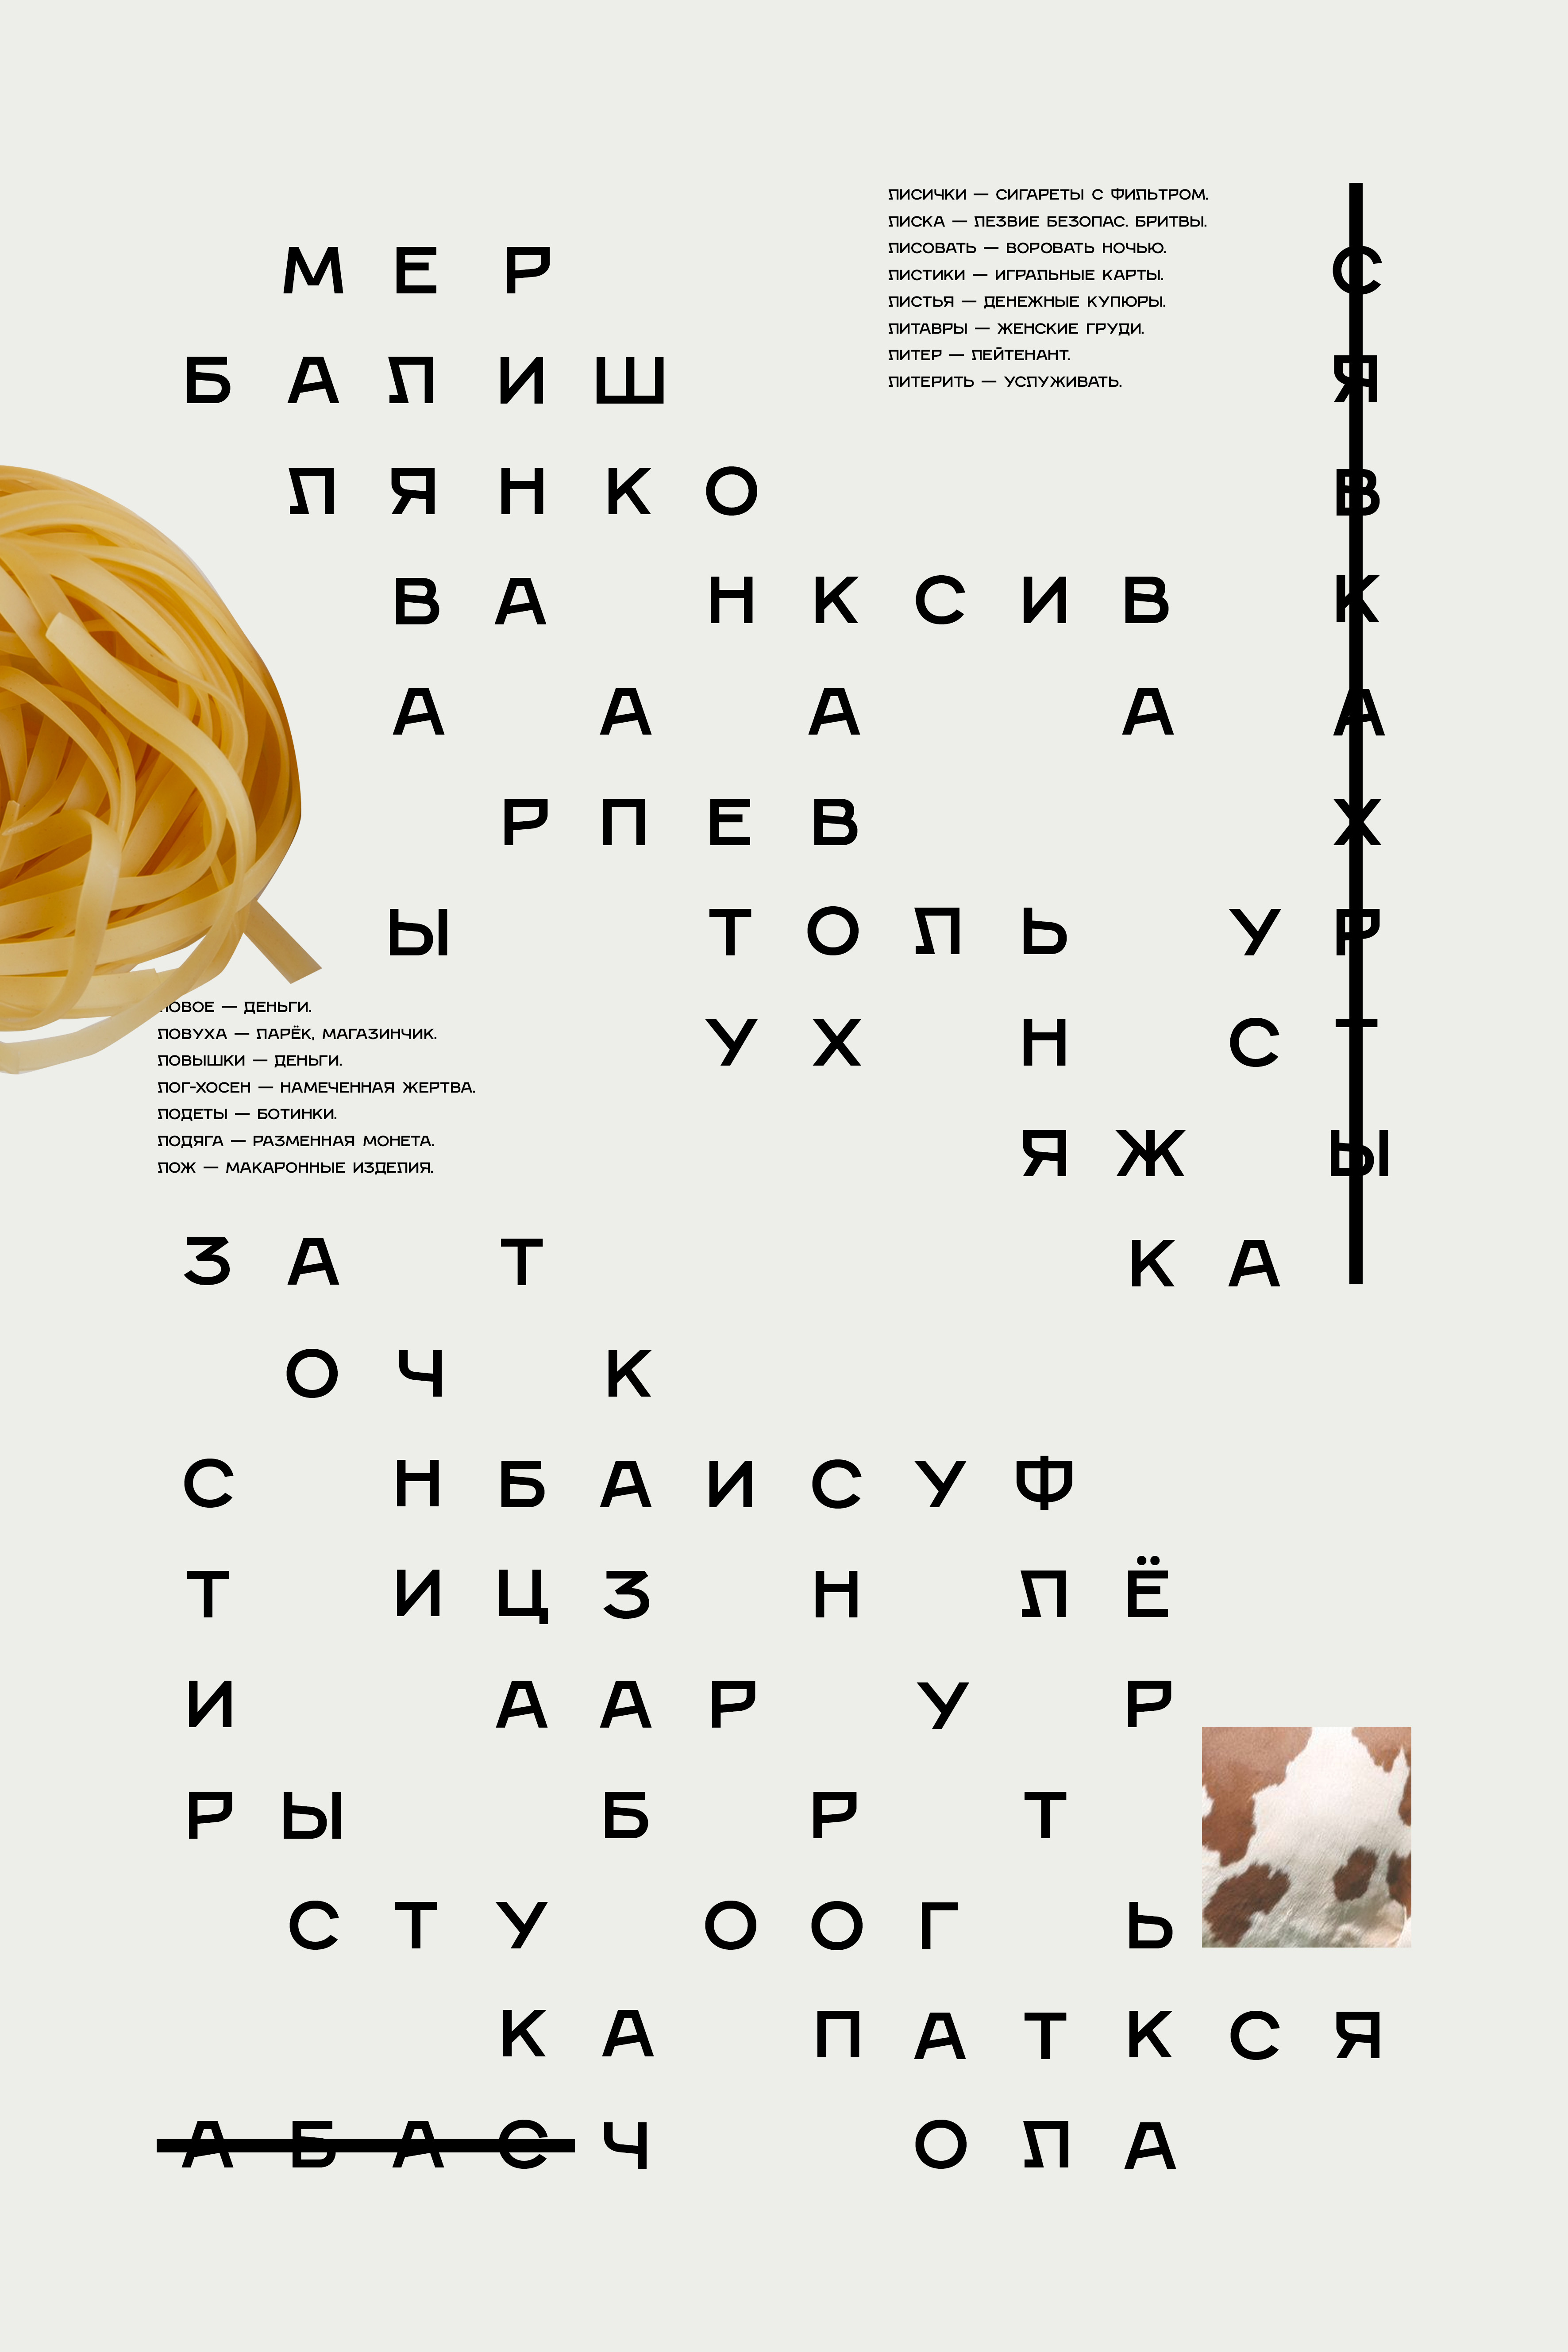 ЛИСИЧКИ — СИГАРЕТЫ С ФИЛЬТРОМ.
ЛИСКА — ЛЕЗВИЕ БЕЗОПАС. БРИТВЫ.
ЛИСОВАТЬ — ВОРОВАТЬ НОЧЬЮ.
ЛИСТИКИ — ИГРАЛЬНЫЕ КАРТЫ.
ЛИСТЬЯ — ДЕНЕЖНЫЕ КУПЮРЫ.
ЛИТАВРЫ — ЖЕНСКИЕ ГРУДИ.
ЛИТЕР — ЛЕЙТЕНАНТ.
ЛИТЕРИТЬ — УСЛУЖИВАТЬ.
М Е Р С
Б А Л И Ш Я
Л Я Н К О В
В А Н К С И В К
А А А А А
Р П Е В Х
Ы Т О Л Ь У Р
ЛОВОЕ — ДЕНЬГИ.
ЛОВУХА — ЛАРЁК, МАГАЗИНЧИК.
ЛОВЫШКИ — ДЕНЬГИ.
ЛОГ-ХОСЕН — НАМЕЧЕННАЯ ЖЕРТВА.
ЛОДЕТЫ — БОТИНКИ.
ЛОДЯГА — РАЗМЕННАЯ МОНЕТА.
ЛОЖ — МАКАРОННЫЕ ИЗДЕЛИЯ.
У Х Н С Т
Я Ж Ы
З А Т К А
О Ч К
С Н Б А И С У Ф
Т И Ц З Н Л Ё
И А А Р У Р
Р Ы Б Р Т
С Т У О О Г Ь
К А П А Т К С Я
А Б А С Ч О Л А